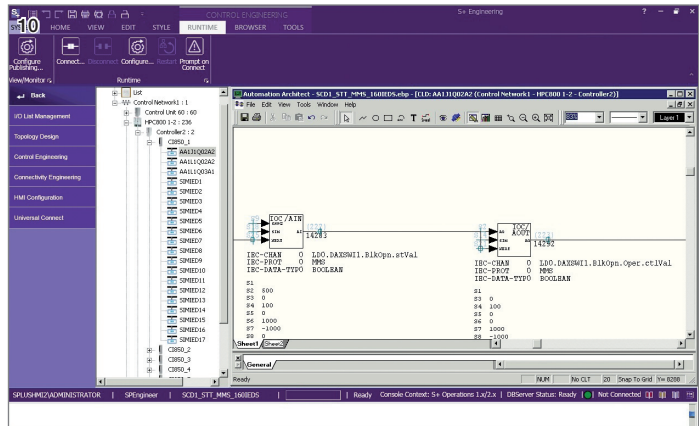 10
CONTROL ENGINEERING
S+ Engineering
HOME VIEW EDIT STYLE RUNTIME BROWSER TOOLS
Configure Publishing...
Connect... Disconnect Configure... Restart Prompt on Connect
View/Monitor
Runtime
Back
I/O List Management
Topology Design
Control Engineering
Connectivity Engineering
HMI Configuration
Universal Connect
List
Control Network1 : 1
Control Unit 60 : 60
HPC800 1-2 : 236
Controller2 : 2
CI850_1
AA1J1Q02A2
AA1L1Q02A2
AA1L1Q03A1
SIMIED1
SIMIED2
SIMIED3
SIMIED4
SIMIED5
SIMIED6
SIMIED7
SIMIED8
SIMIED9
SIMIED10
SIMIED11
SIMIED12
SIMIED13
SIMIED14
SIMIED15
SIMIED16
SIMIED17
CI850_2
CI850_3
CI850_4
Automation Architect - SCD1_STT_MMS_160IEDS.ebp - [CLD: AA1J1Q02A2 (Control Network1 - HPC800 1-2 - Controller2)]
File Edit View Tools Window Help
Layer 1
IOC/AIN
14283
IEC-CHAN 0 LD0.DAXSWI1.BlkOpn.stVal
IEC-PROT 0 MMS
IEC-DATA-TYPO BOOLEAN
S1
S2 500
S3 0
S4 100
S5 0
S6 1000
S7 -1000
S8 0
IOC/
AOUT
14292
IEC-CHAN 0 LD0.DAXSWI1.BlkOpn.Oper.ctlVal
IEC-PROT 0 MMS
IEC-DATA-TYPO BOOLEAN
S1
S3 0
S4 100
S5 0
S6 0
S7 1000
S8 -1000
Sheet1 Sheet2
General
Ready
NUM No CLT 20 Snap To Grid Y= 8200
SPLUSHMI2\ADMINISTRATOR | SPEngineer | SCD1_STT_MMS_160IEDS | Ready Console Context: S+ Operations 1.x/2.x | DBServer Status: Ready | Not Connected